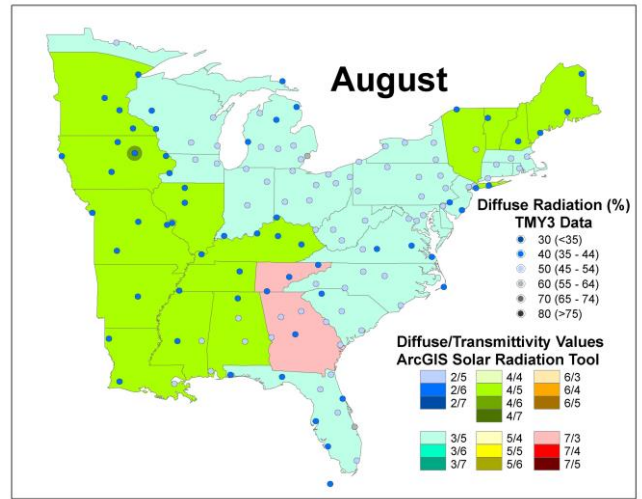 August
Diffuse Radiation (%)
TMY3 Data
30 (<35)
40 (35 - 44)
50 (45 - 54)
60 (55 - 64)
70 (65 - 74)
80 (>75)
Diffuse/Transmittivity Values
ArcGIS Solar Radiation Tool
2/5 4/4 6/3
2/6 4/5 6/4
2/7 4/6 6/5
4/7
3/5 5/4 7/3
3/6 5/5 7/4
3/7 5/6 7/5